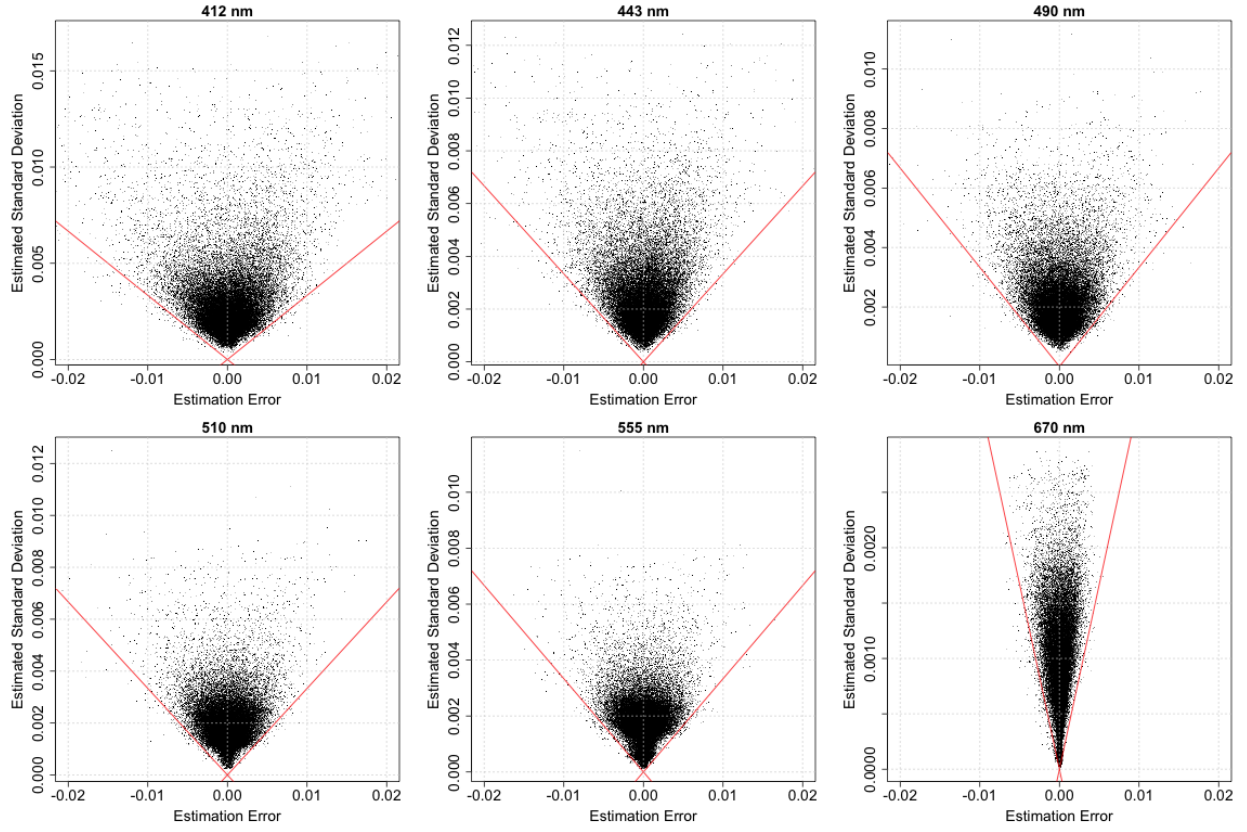 412 nm
443 nm
490 nm
Estimated Standard Deviation
0.000 0.005 0.010 0.015
-0.02 -0.01 0.00 0.01 0.02
Estimation Error
Estimated Standard Deviation
0.000 0.002 0.004 0.006 0.008 0.010 0.012
-0.02 -0.01 0.00 0.01 0.02
Estimation Error
Estimated Standard Deviation
0.002 0.004 0.006 0.008 0.010
-0.02 -0.01 0.00 0.01 0.02
Estimation Error
510 nm
555 nm
670 nm
Estimated Standard Deviation
0.000 0.002 0.004 0.006 0.008 0.010 0.012
-0.02 -0.01 0.00 0.01 0.02
Estimation Error
Estimated Standard Deviation
0.000 0.002 0.004 0.006 0.008 0.010
-0.02 -0.01 0.00 0.01 0.02
Estimation Error
Estimated Standard Deviation
0.0000 0.0010 0.0020
-0.02 -0.01 0.00 0.01 0.02
Estimation Error